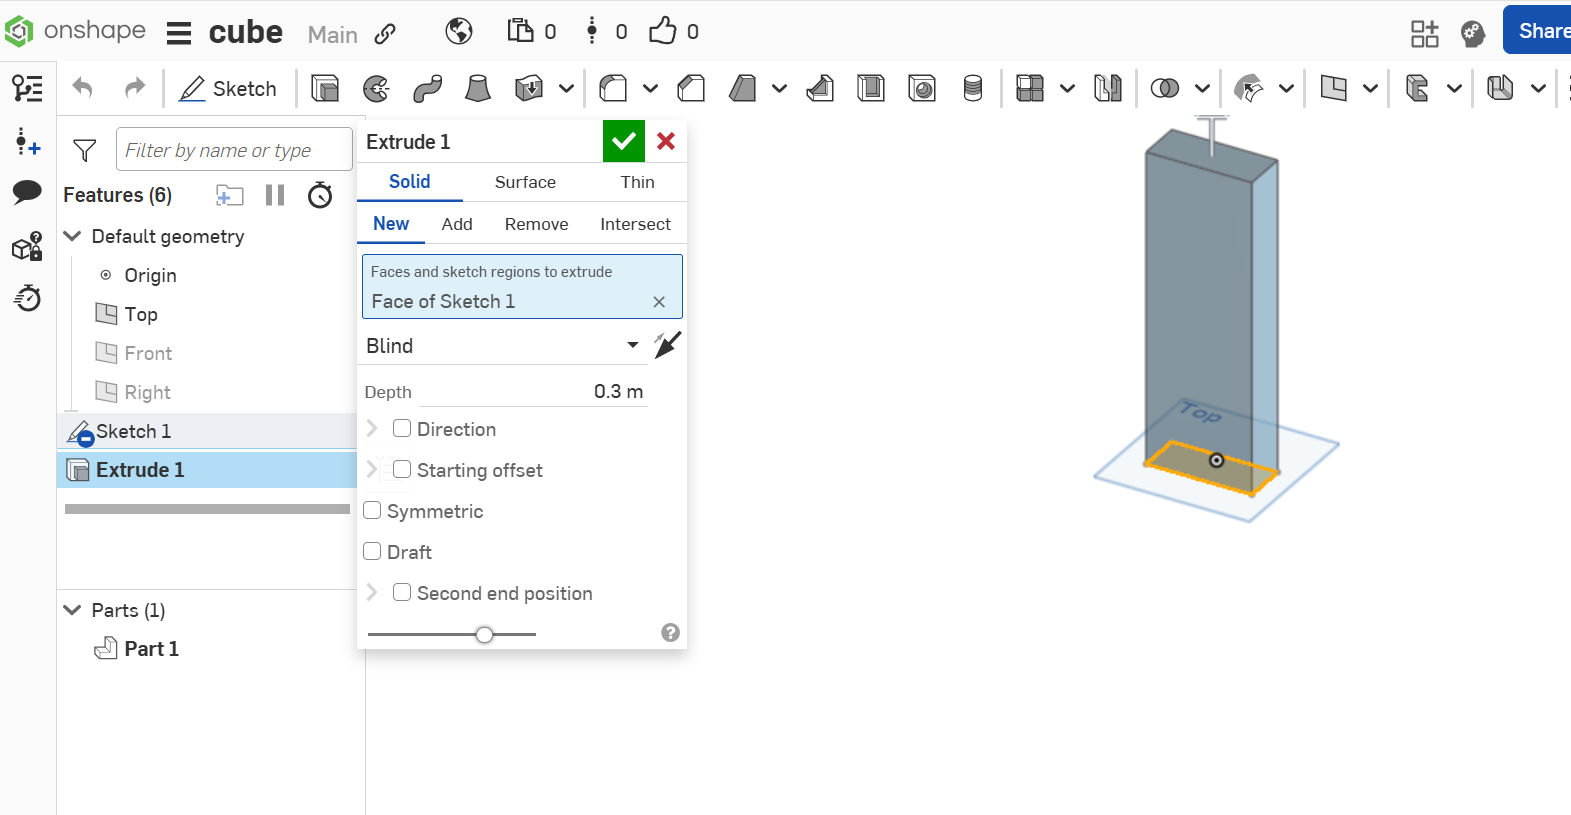 onshape cube Main 0 0 0 Share
Sketch
Filter by name or type
Features (6)
Default geometry
Origin
Top
Front
Right
Sketch 1
Extrude 1
Parts (1)
Part 1
Extrude 1
Solid Surface Thin
New Add Remove Intersect
Faces and sketch regions to extrude
Face of Sketch 1
Blind
Depth 0.3 m
Direction
Starting offset
Symmetric
Draft
Second end position
Top